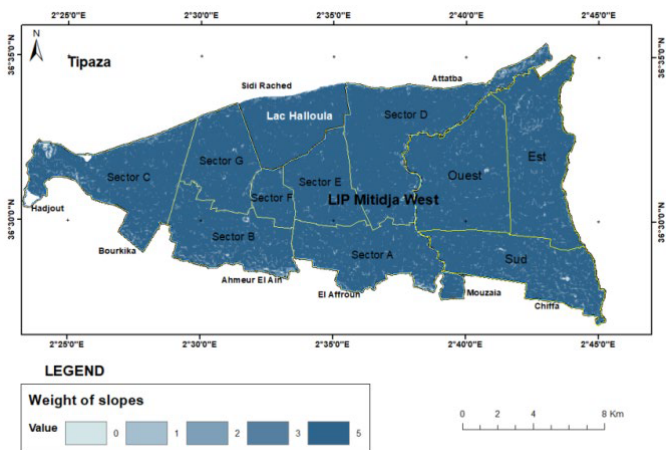 2°25'0"E 2°30'0"E 2°35'0"E 2°40'0"E 2°45'0"E
36°35'0"N
36°35'0"N
N
Tipaza
Sidi Rached
Attatba
Lac Halloula
Sector D
Est
Sector G
Sector C
Sector E
Ouest
Sector F
LIP Mitidja West
Hadjout
36°30'0"N
36°30'0"N
Sector B
Bourkika
Sector A
Sud
Ahmeur El Ain
El Affroun
Mouzaia
Chiffa
2°25'0"E 2°30'0"E 2°35'0"E 2°40'0"E 2°45'0"E
LEGEND
Weight of slopes
Value 0 1 2 3 5
0 2 4 8 Km